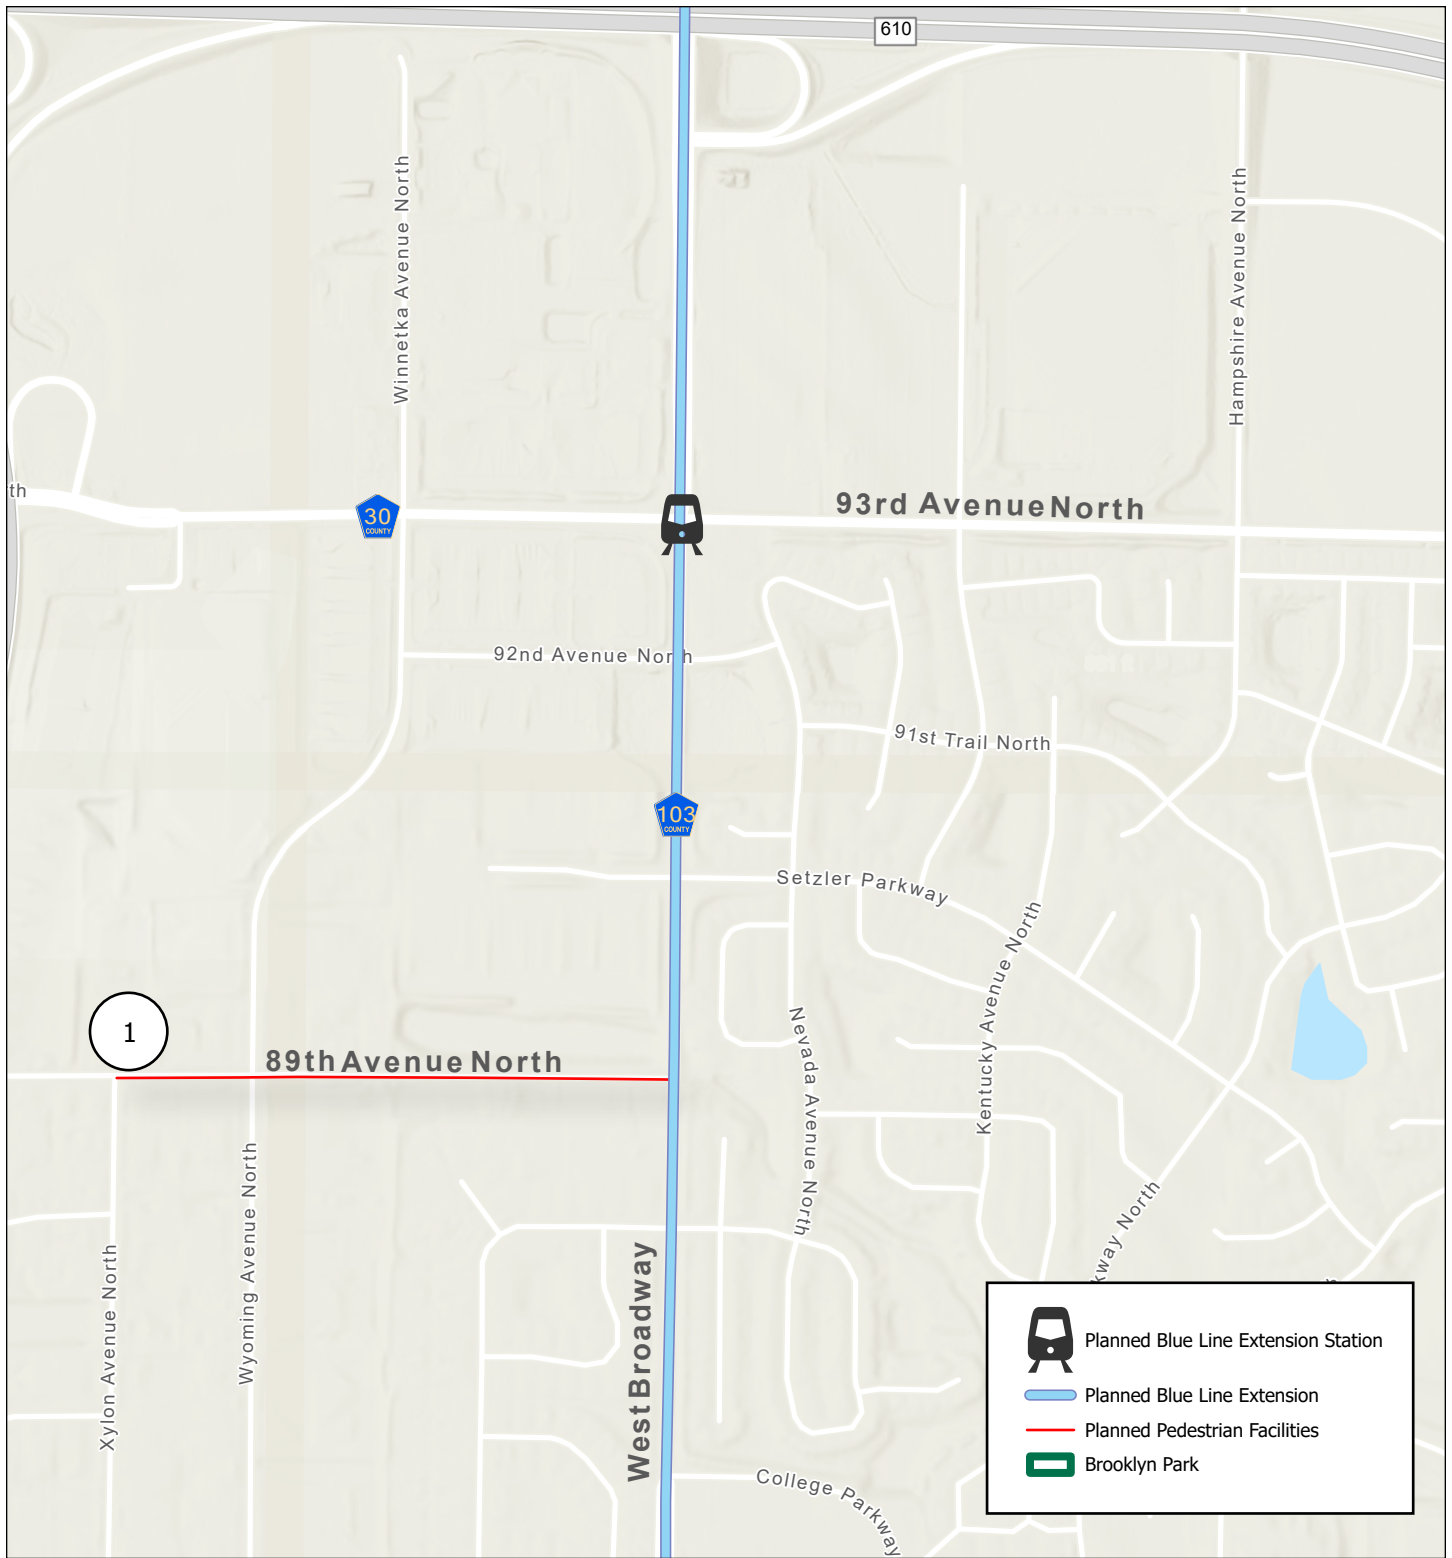 610
Winnetka Avenue North
Hampshire Avenue North
th
30
COUNTY
93rd Avenue North
92nd Avenue North
91st Trail North
103
COUNTY
Setzler Parkway
Kentucky Avenue North
1
89th Avenue North
Nevada Avenue North
Wyoming Avenue North
Xylon Avenue North
West Broadway
kway North
College Parkway
Planned Blue Line Extension Station
Planned Blue Line Extension
Planned Pedestrian Facilities
Brooklyn Park